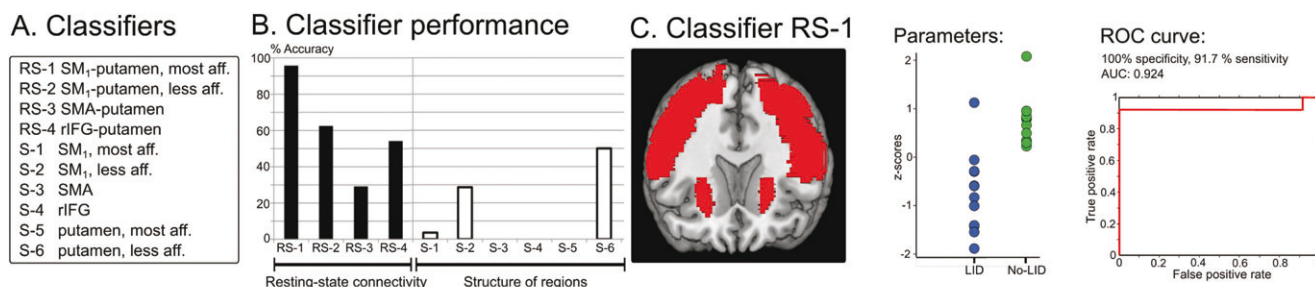 A. Classifiers
RS-1 SM₁-putamen, most aff.
RS-2 SM₁-putamen, less aff.
RS-3 SMA-putamen
RS-4 rIFG-putamen
S-1 SM₁, most aff.
S-2 SM₁, less aff.
S-3 SMA
S-4 rIFG
S-5 putamen, most aff.
S-6 putamen, less aff.
B. Classifier performance
% Accuracy
100
80
60
40
20
0
RS-1 RS-2 RS-3 RS-4 S-1 S-2 S-3 S-4 S-5 S-6
Resting-state connectivity Structure of regions
C. Classifier RS-1
Parameters:
z-scores
2
1
0
-1
-2
LID No-LID
ROC curve:
100% specificity, 91.7 % sensitivity
AUC: 0.924
True positive rate
1
0.8
0.6
0.4
0.2
0
0.2 0.4 0.6 0.8
False positive rate